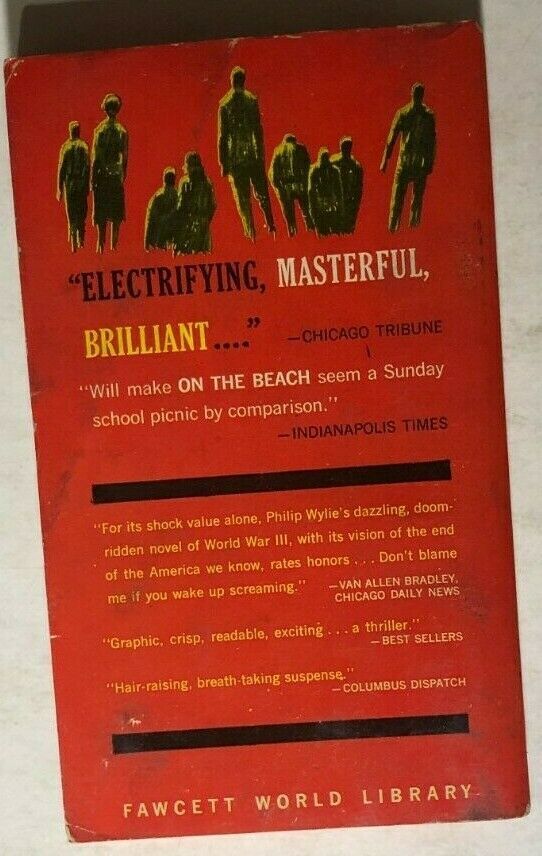 "ELECTRIFYING, MASTERFUL,
BRILLIANT...." —CHICAGO TRIBUNE
"Will make ON THE BEACH seem a Sunday
school picnic by comparison."
—INDIANAPOLIS TIMES
"For its shock value alone, Philip Wylie's dazzling, doom-
ridden novel of World War III, with its vision of the end
of the America we know, rates honors . . . Don't blame
me if you wake up screaming." —VAN ALLEN BRADLEY,
CHICAGO DAILY NEWS
"Graphic, crisp, readable, exciting . . . a thriller."
—BEST SELLERS
"Hair-raising, breath-taking suspense."
—COLUMBUS DISPATCH
FAWCETT WORLD LIBRARY